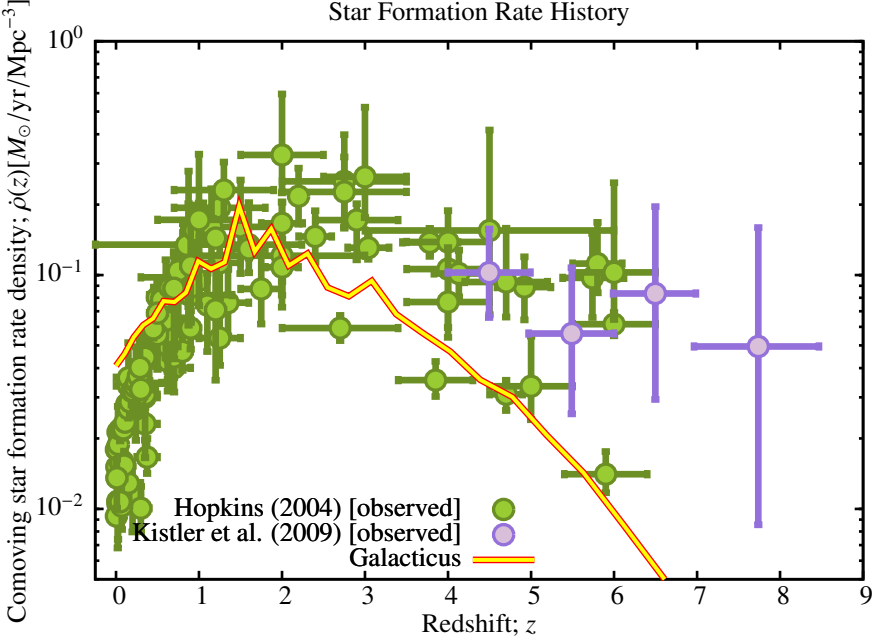 Star Formation Rate History
Comoving star formation rate density; ρ̇(z)[M⊙/yr/Mpc⁻³]
10⁰
10⁻¹
10⁻²
Hopkins (2004) [observed]
Kistler et al. (2009) [observed]
Galacticus
0 1 2 3 4 5 6 7 8 9
Redshift; z